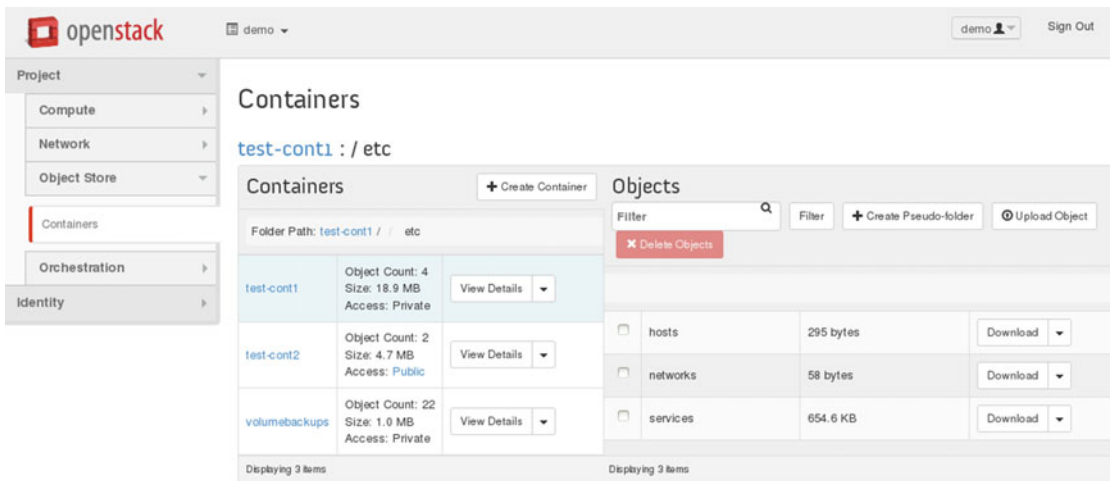 openstack
demo
demo
Sign Out
Project
Compute
Network
Object Store
Containers
Orchestration
Identity
Containers
test-cont1 : / etc
Containers
+ Create Container
Folder Path: test-cont1 / / etc
test-cont1
Object Count: 4
Size: 18.9 MB
Access: Private
View Details
test-cont2
Object Count: 2
Size: 4.7 MB
Access: Public
View Details
volumebackups
Object Count: 22
Size: 1.0 MB
Access: Private
View Details
Displaying 3 items
Objects
Filter
Filter
+ Create Pseudo-folder
Upload Object
Delete Objects
hosts 295 bytes Download
networks 58 bytes Download
services 654.6 KB Download
Displaying 3 items